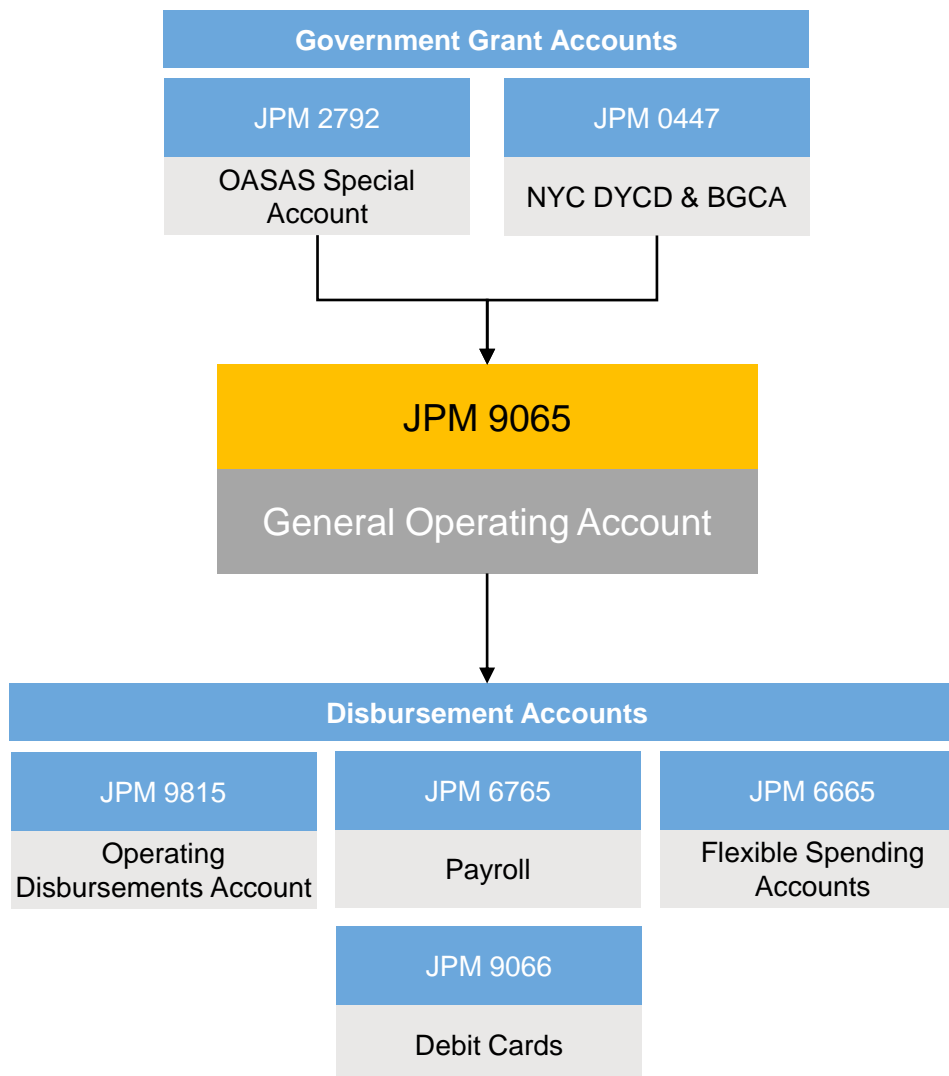 Government Grant Accounts
JPM 2792
JPM 0447
OASAS Special
Account
NYC DYCD & BGCA
JPM 9065
General Operating Account
Disbursement Accounts
JPM 9815
JPM 6765
JPM 6665
Operating
Disbursements Account
Payroll
Flexible Spending
Accounts
JPM 9066
Debit Cards